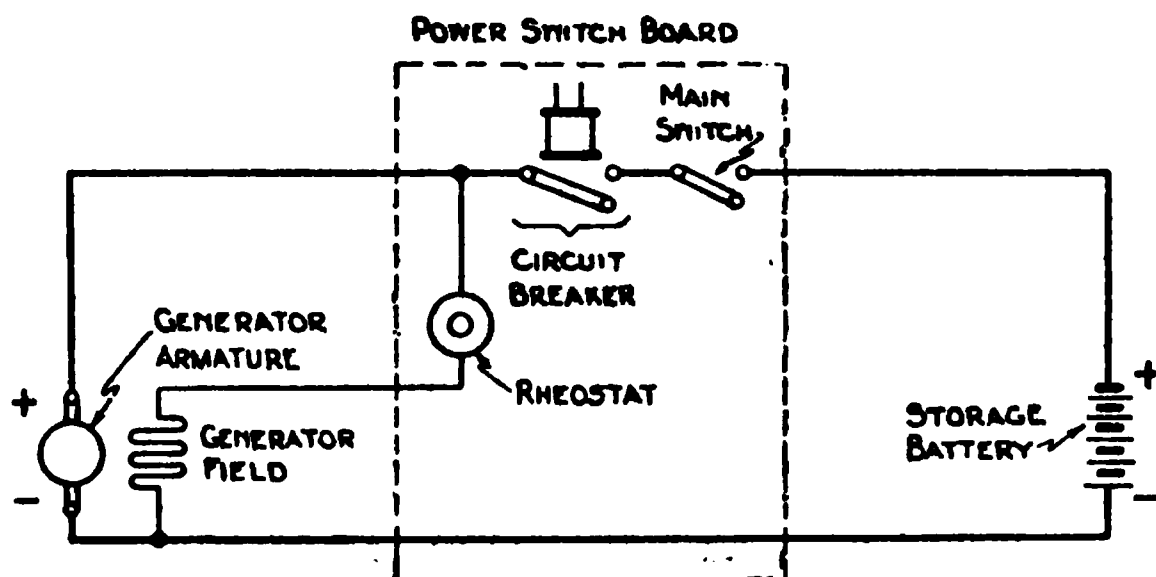 POWER SWITCH BOARD
MAIN
SWITCH
CIRCUIT
BREAKER
GENERATOR
ARMATURE
RHEOSTAT
+
+
GENERATOR
FIELD
STORAGE
BATTERY
-
-